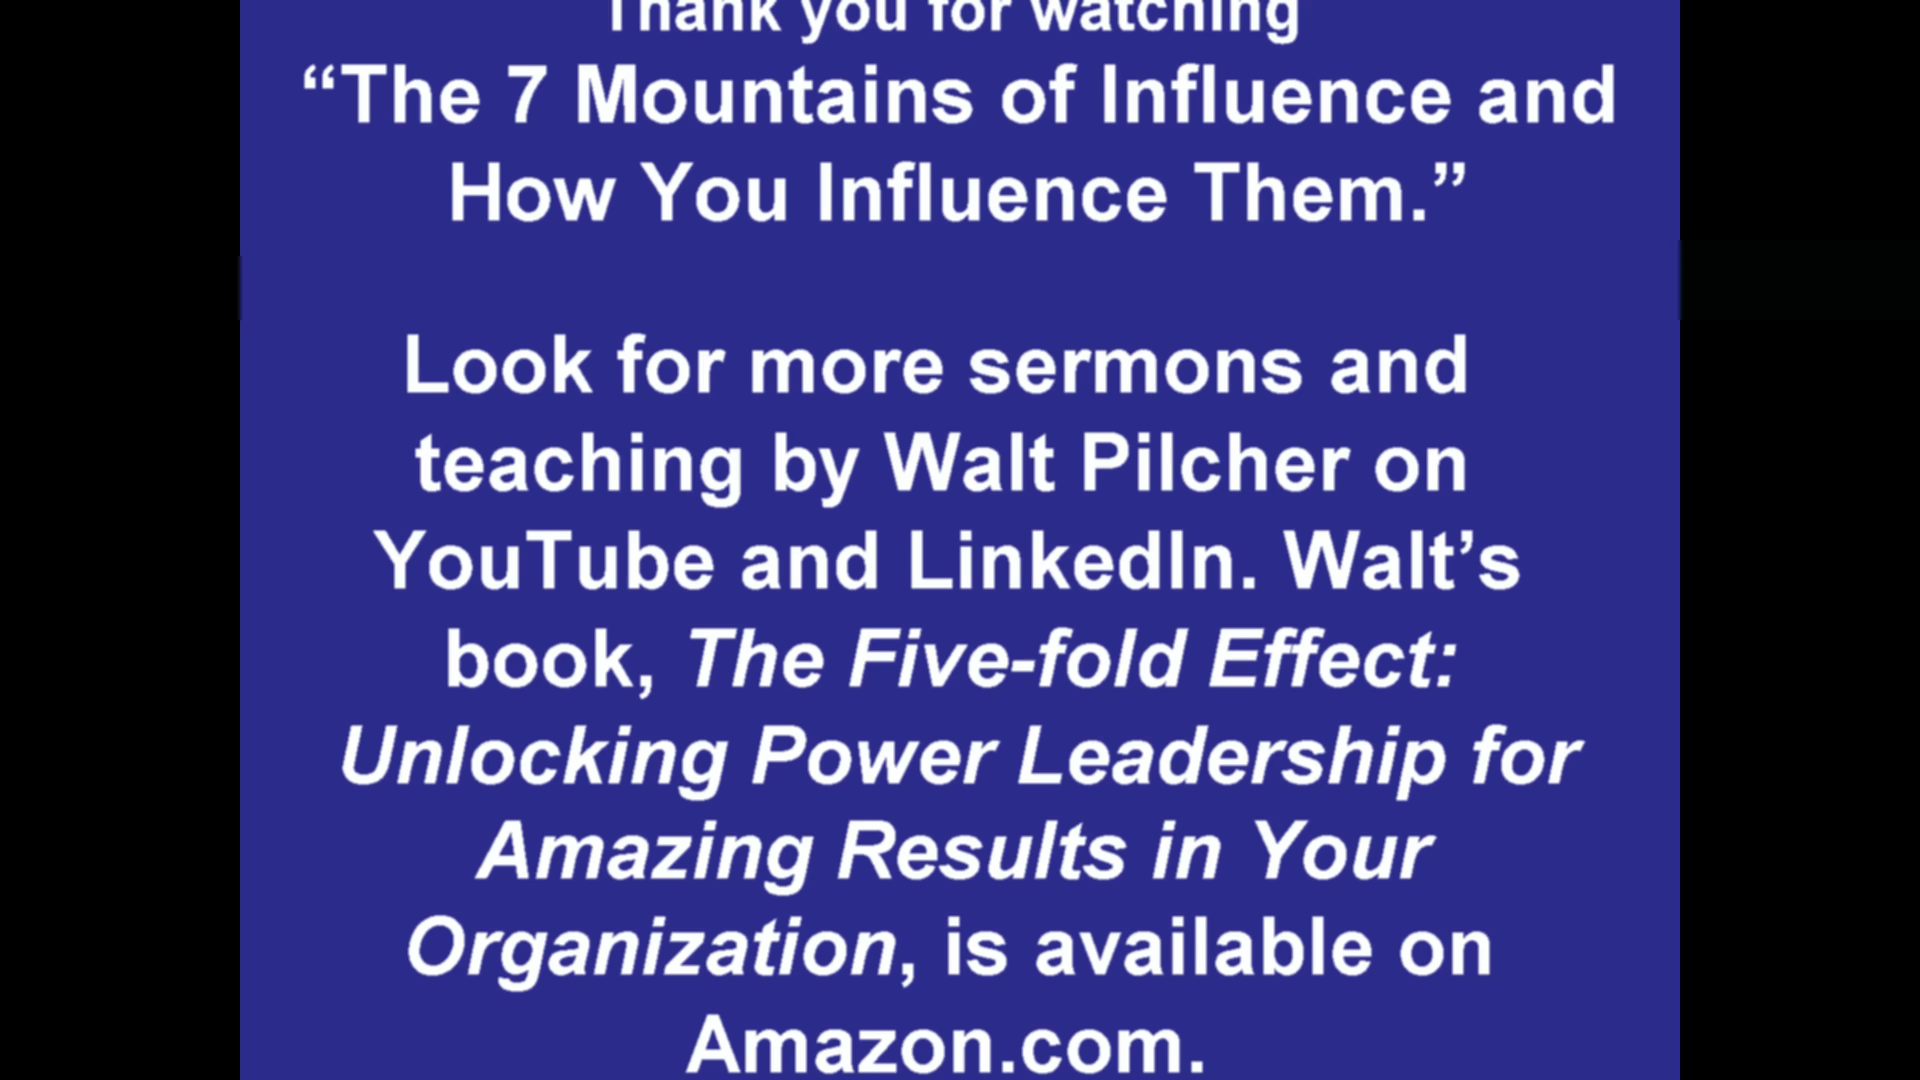 Thank you for watching
“The 7 Mountains of Influence and
How You Influence Them.”
Look for more sermons and
teaching by Walt Pilcher on
YouTube and LinkedIn. Walt’s
book, The Five-fold Effect:
Unlocking Power Leadership for
Amazing Results in Your
Organization, is available on
Amazon.com.